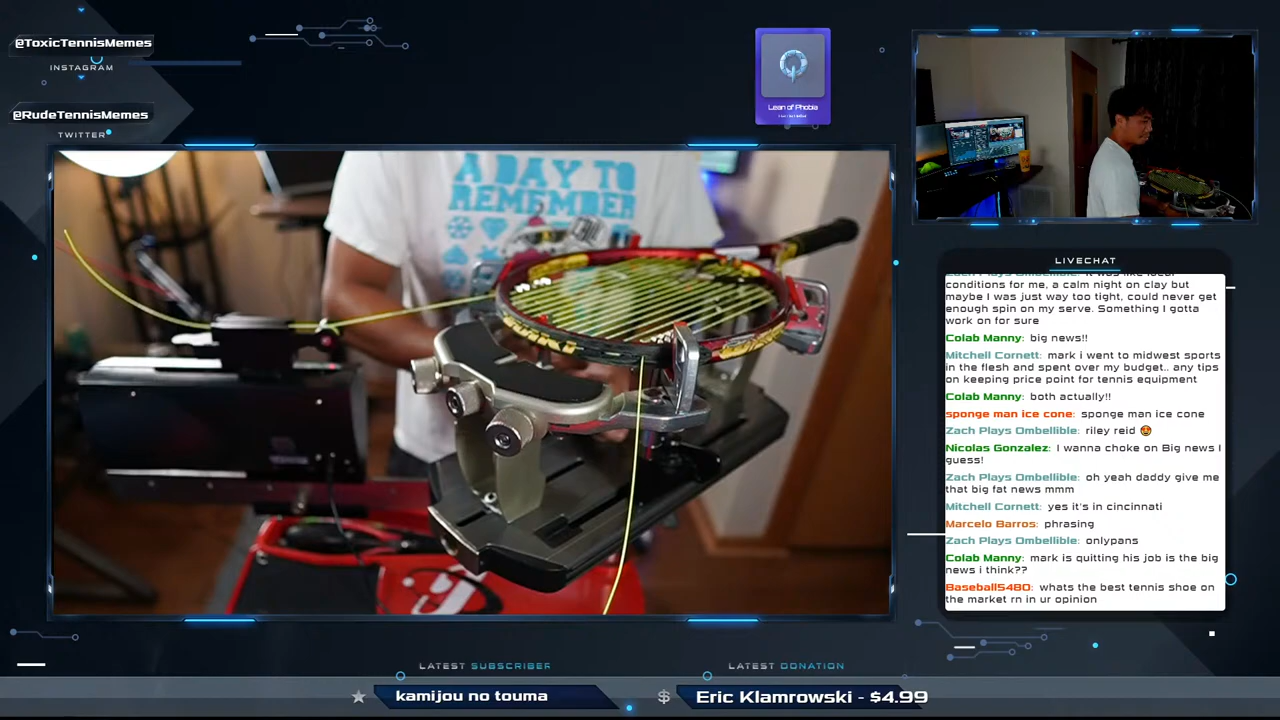 @ToxicTennisMemes
INSTAGRAM
@RudeTennisMemes
TWITTER
Lean of Phobia
A DAY TO
REMEMBER
LIVECHAT
conditions for me, a calm night on clay but
maybe I was just way too tight, could never get
enough spin on my serve. Something I gotta
work on for sure
Colab Manny: big news!!
Mitchell Cornett: mark i went to midwest sports
in the flesh and spent over my budget.. any tips
on keeping price point for tennis equipment
Colab Manny: both actually!!
sponge man ice cone: sponge man ice cone
Zach Plays Ombellible: riley reid 🤩
Nicolas Gonzalez: I wanna choke on Big news I
guess!
Zach Plays Ombellible: oh yeah daddy give me
that big fat news mmm
Mitchell Cornett: yes it's in cincinnati
Marcelo Barros: phrasing
Zach Plays Ombellible: onlypans
Colab Manny: mark is quitting his job is the big
news i think??
Baseball5480: whats the best tennis shoe on
the market rn in ur opinion
LATEST SUBSCRIBER
kamijou no touma
LATEST DONATION
$ Eric Klamrowski - $4.99